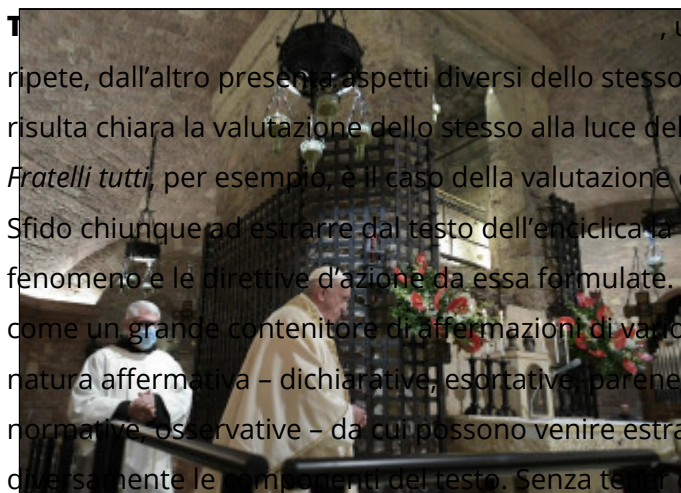 T , u
ripete, dall'altro presenta aspetti diversi dello stesso
risulta chiara la valutazione dello stesso alla luce del
Fratelli tutti, per esempio, è il caso della valutazione
Sfido chiunque ad estrarre dal testo dell'enciclica la
fenomeno e le direttive d'azione da essa formulate.
come un grande contenitore di affermazioni di vario
natura affermativa – dichiarative, esortative, parene
normative, osservative – da cui possono venire estra
diversamente le componenti del testo. Senza tener